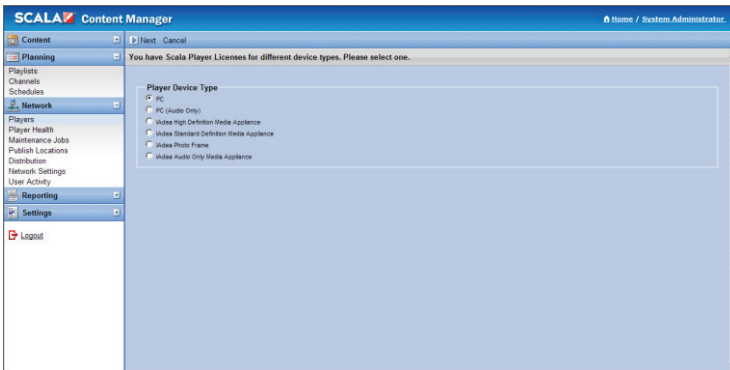 SCALA Content Manager
Home / System Administrator
Content
Next Cancel
Planning
You have Scala Player Licenses for different device types. Please select one.
Playlists
Channels
Schedules
Player Device Type
PC
PC (Audio Only)
IAdea High Definition Media Appliance
IAdea Standard Definition Media Appliance
IAdea Photo Frame
IAdea Audio Only Media Appliance
Network
Players
Player Health
Maintenance Jobs
Publish Locations
Distribution
Network Settings
User Activity
Reporting
Settings
Logout